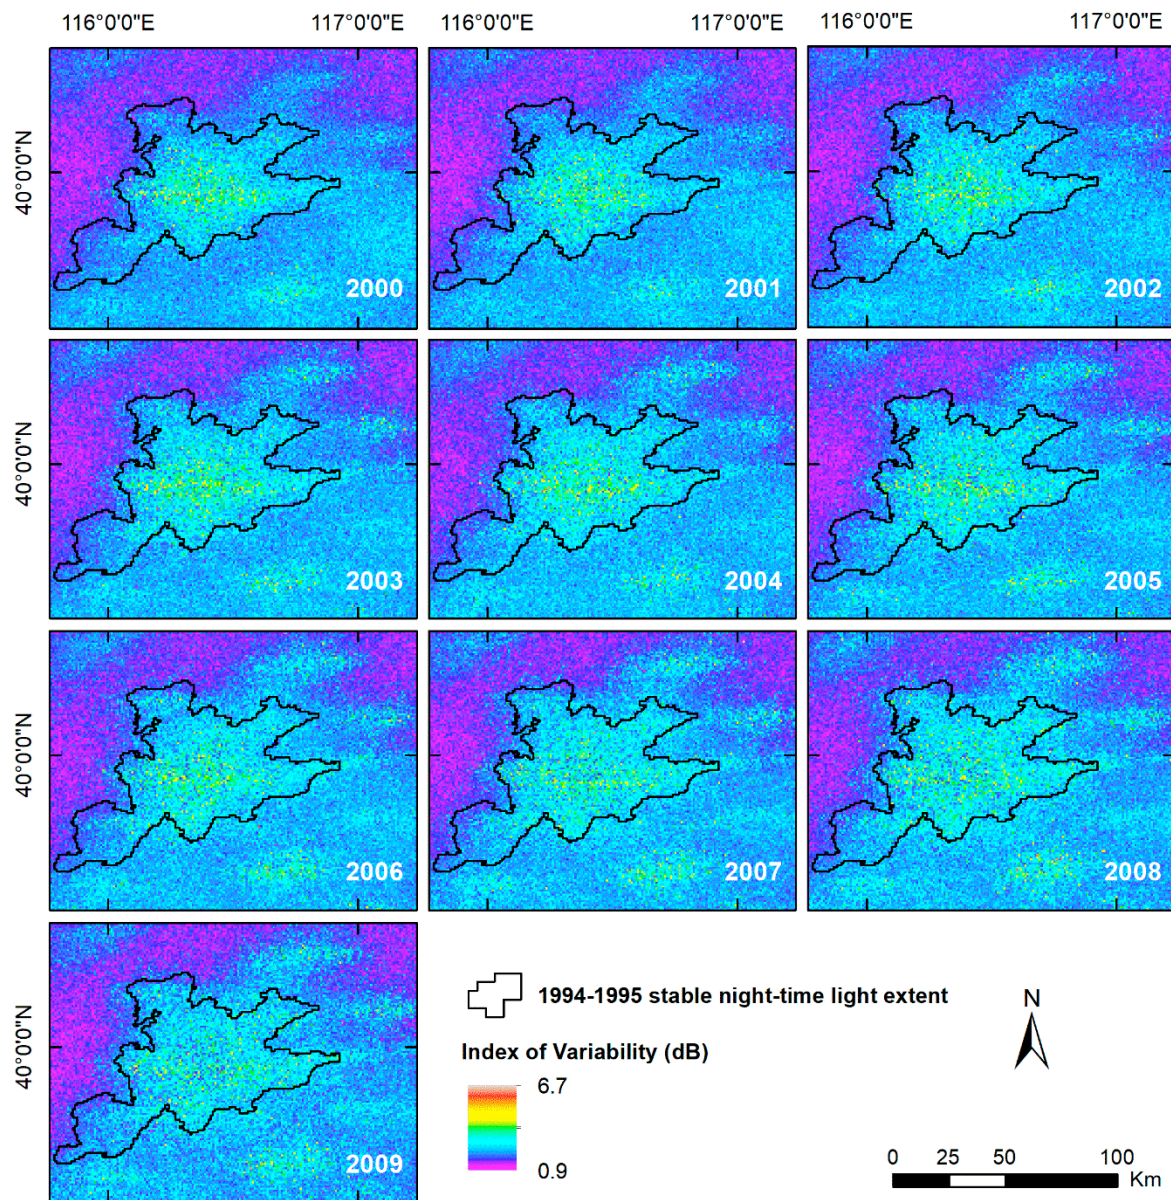 116°0'0"E 117°0'0"E 116°0'0"E 117°0'0"E 116°0'0"E 117°0'0"E
40°0'0"N
2000 2001 2002
40°0'0"N
2003 2004 2005
40°0'0"N
2006 2007 2008
40°0'0"N
2009
1994-1995 stable night-time light extent
N
Index of Variability (dB)
6.7
0.9
0 25 50 100
Km